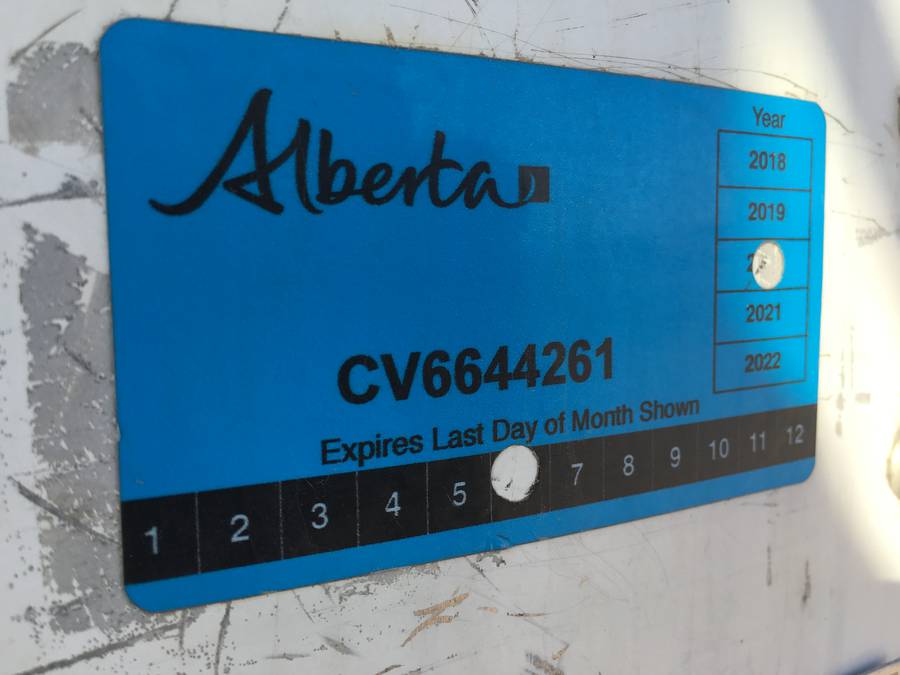 Alberta
Year
2018
2019
2021
2022
CV6644261
Expires Last Day of Month Shown
1 2 3 4 5 7 8 9 10 11 12